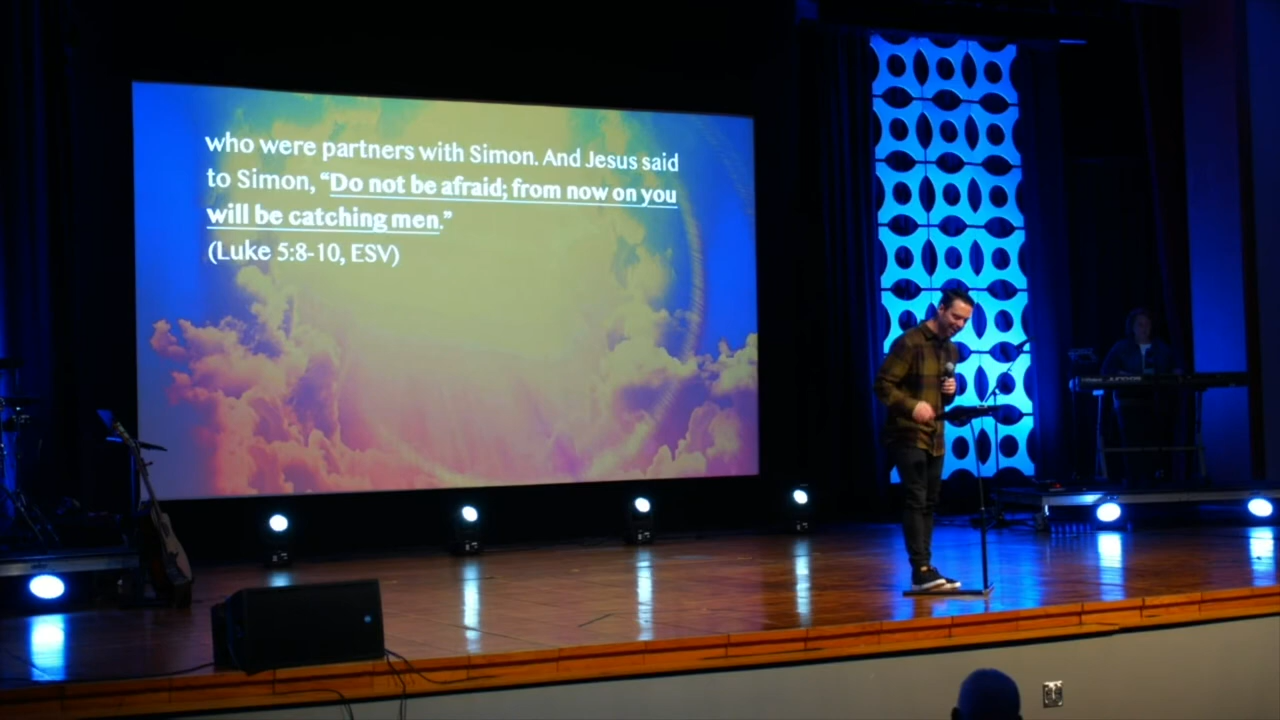 who were partners with Simon. And Jesus said
to Simon, “Do not be afraid; from now on you
will be catching men.”
(Luke 5:8-10, ESV)